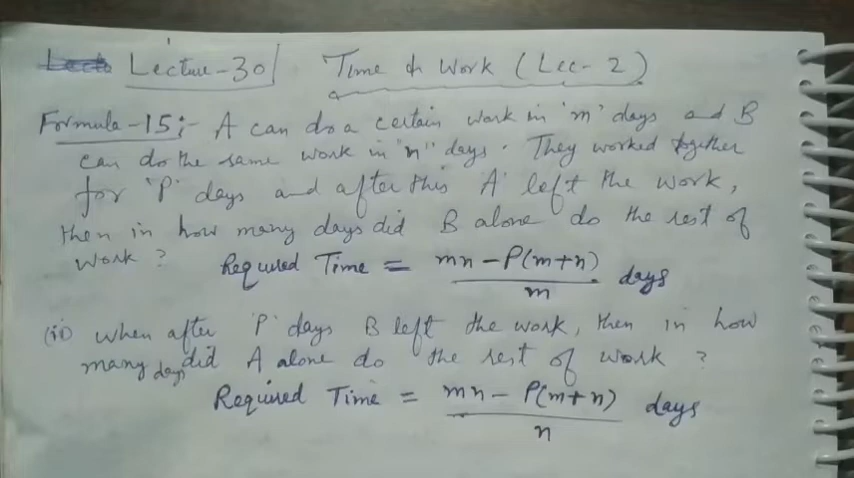 Lecture-30 Time & Work (Lec-2)
Formula-15:- A can do a certain work in 'm' days and B
can do the same work in "n" days. They worked together
for 'P' days and after this 'A' left the work,
then in how many days did B alone do the rest of
work? Required Time = mn-P(m+n)/m days
(ii) when after 'P' days B left the work, then in how
many days did A alone do the rest of work?
Required Time = mn-P(m+n)/n days